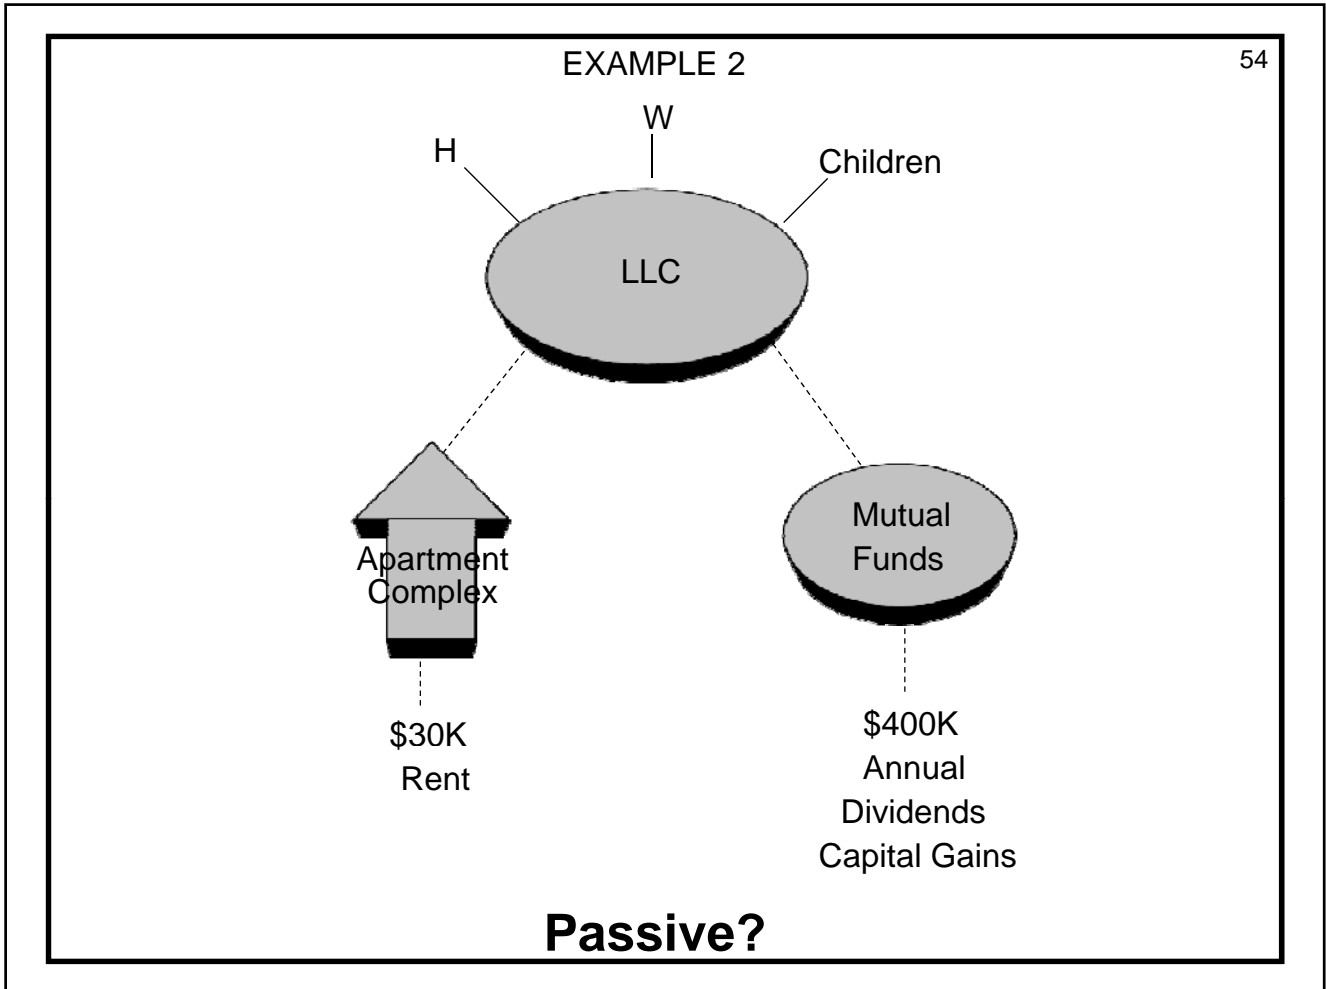 EXAMPLE 2
54
W
H
Children
LLC
Apartment
Complex
Mutual
Funds
$30K
Rent
$400K
Annual
Dividends
Capital Gains
Passive?